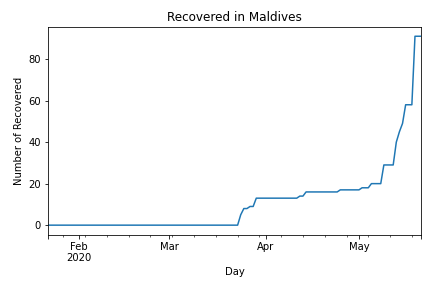 Recovered in Maldives
Number of Recovered
80
60
40
20
0
Feb
2020
Mar
Apr
May
Day